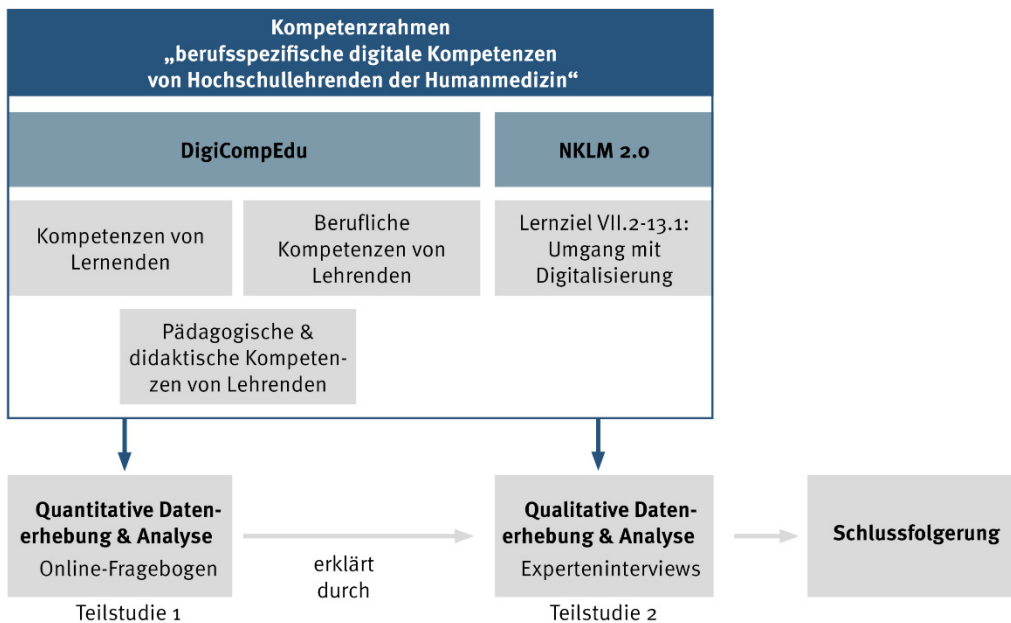 Kompetenzrahmen
„berufsspezifische digitale Kompetenzen
von Hochschullehrenden der Humanmedizin“
DigiCompEdu
NKLM 2.0
Kompetenzen von
Lernenden
Berufliche
Kompetenzen von
Lehrenden
Lernziel VII.2-13.1:
Umgang mit
Digitalisierung
Pädagogische &
didaktische Kompeten-
zen von Lehrenden
Quantitative Daten-
erhebung & Analyse
Online-Fragebogen
Teilstudie 1
erklärt
durch
Qualitative Daten-
erhebung & Analyse
Experteninterviews
Teilstudie 2
Schlussfolgerung